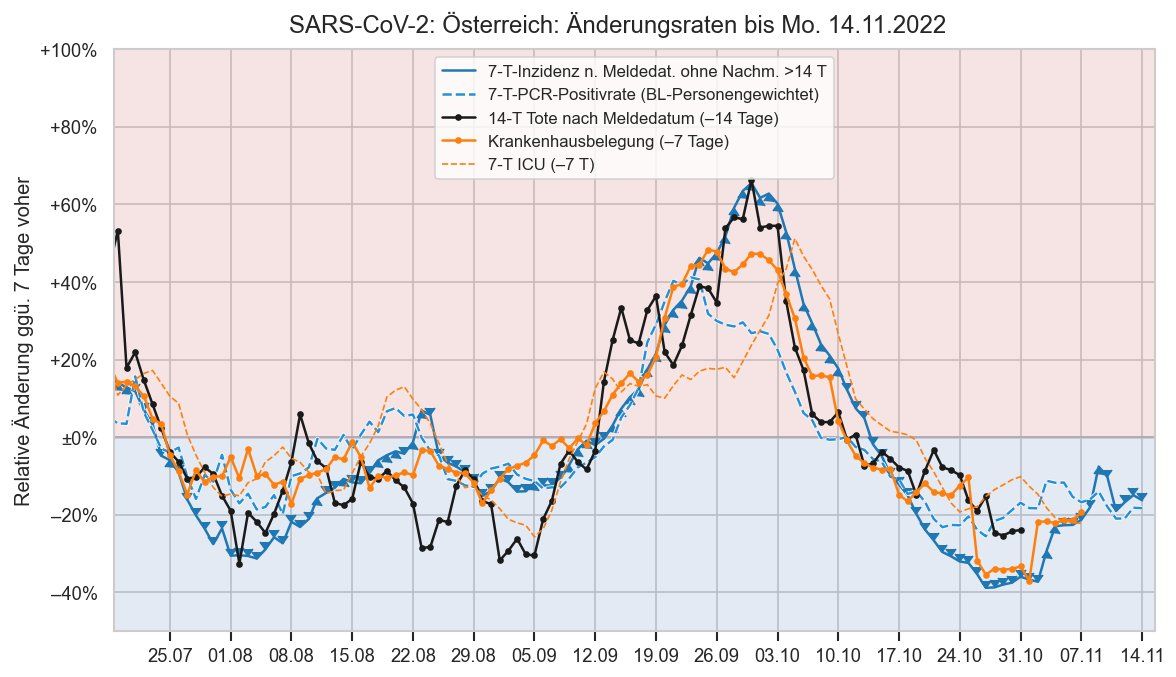 SARS-CoV-2: Österreich: Änderungsraten bis Mo. 14.11.2022
Relative Änderung ggü. 7 Tage voher
+100%
+80%
+60%
+40%
+20%
±0%
–20%
–40%
7-T-Inzidenz n. Meldedat. ohne Nachm. >14 T
7-T-PCR-Positivrate (BL-Personengewichtet)
14-T Tote nach Meldedatum (–14 Tage)
Krankenhausbelegung (–7 Tage)
7-T ICU (–7 T)
25.07 01.08 08.08 15.08 22.08 29.08 05.09 12.09 19.09 26.09 03.10 10.10 17.10 24.10 31.10 07.11 14.11